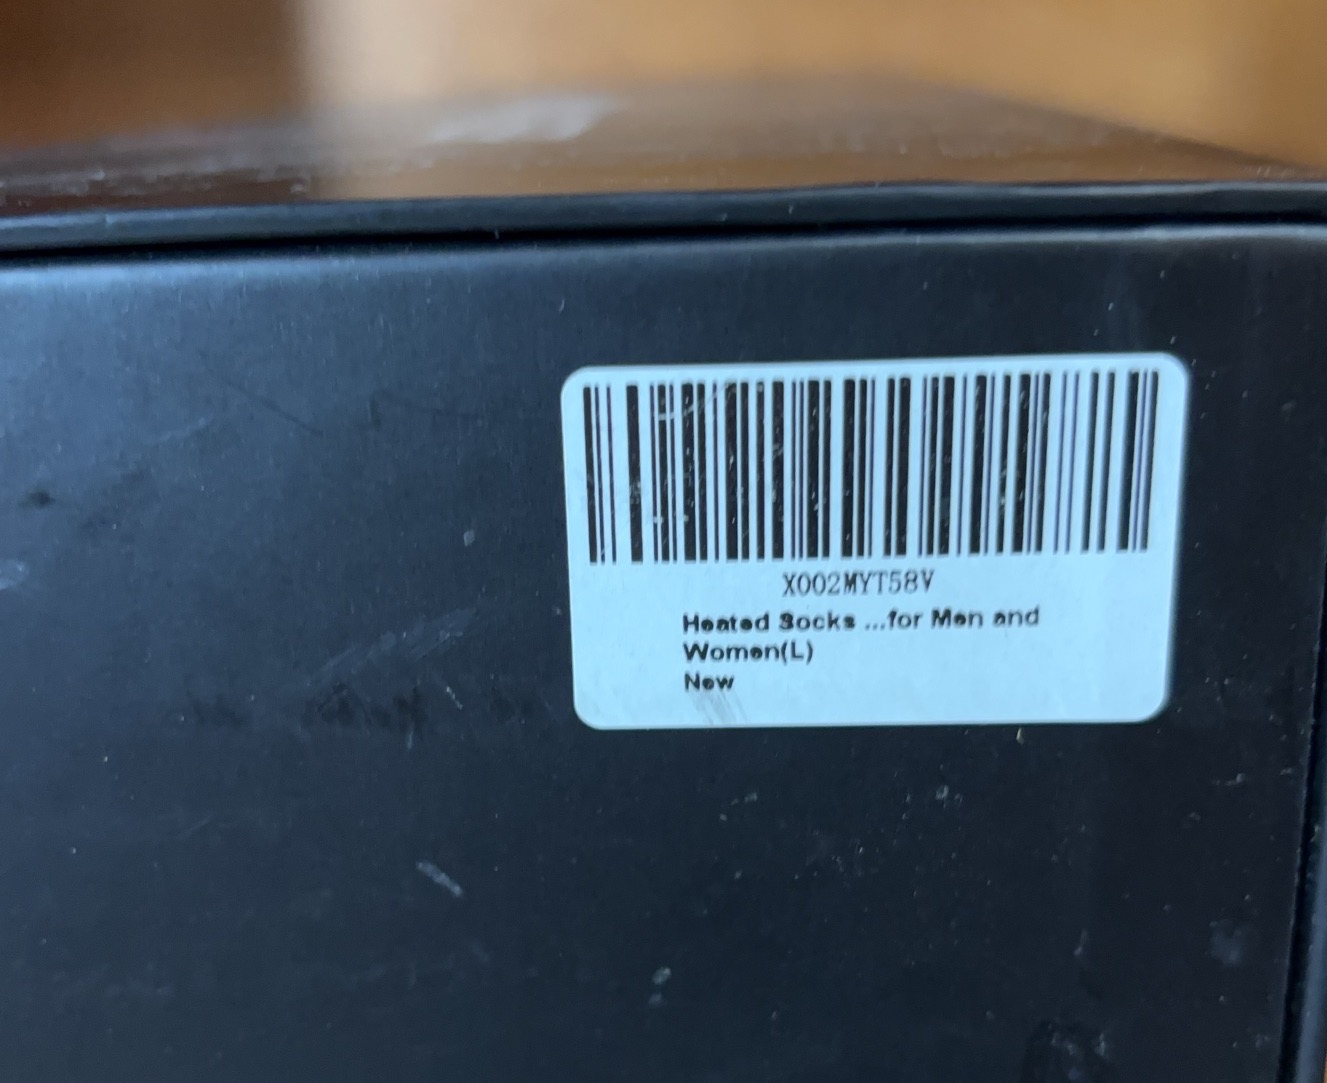 X002MYT58V
Heated Socks ...for Men and
Women(L)
New